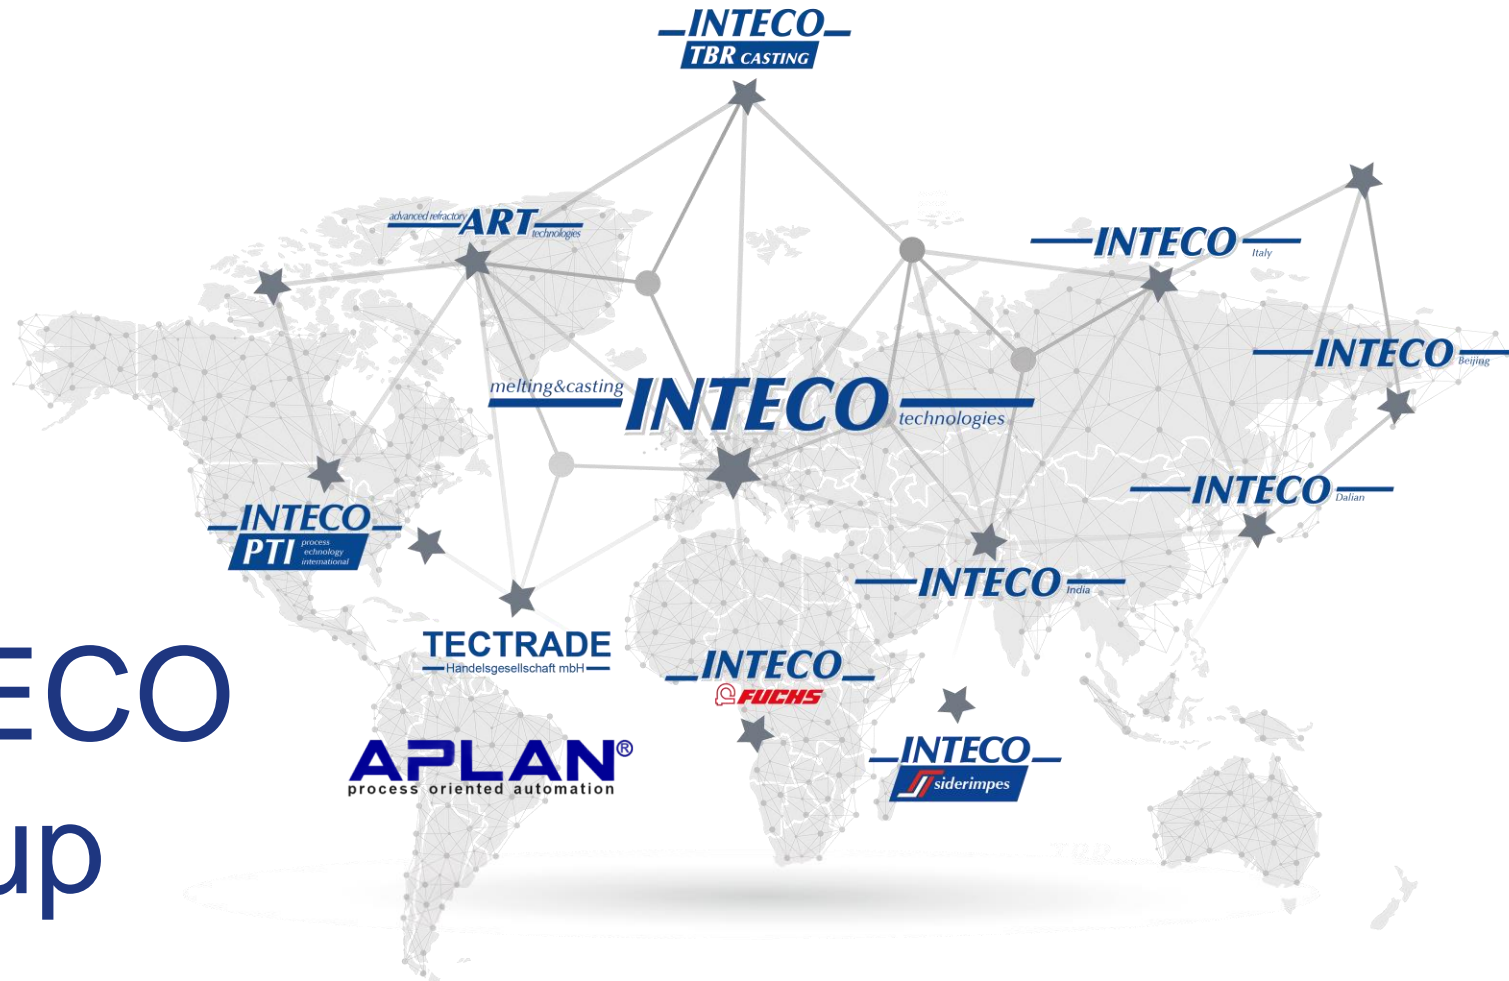 INTECO
TBR CASTING
advanced refractory
ART
technologies
INTECO
Italy
INTECO
Beijing
melting&casting
INTECO
technologies
INTECO
Dalian
INTECO
PTI
process
echnology
international
INTECO
India
TECTRADE
Handelsgesellschaft mbH
INTECO
FUCHS
ECO
APLAN®
process oriented automation
INTECO
siderimpes
up